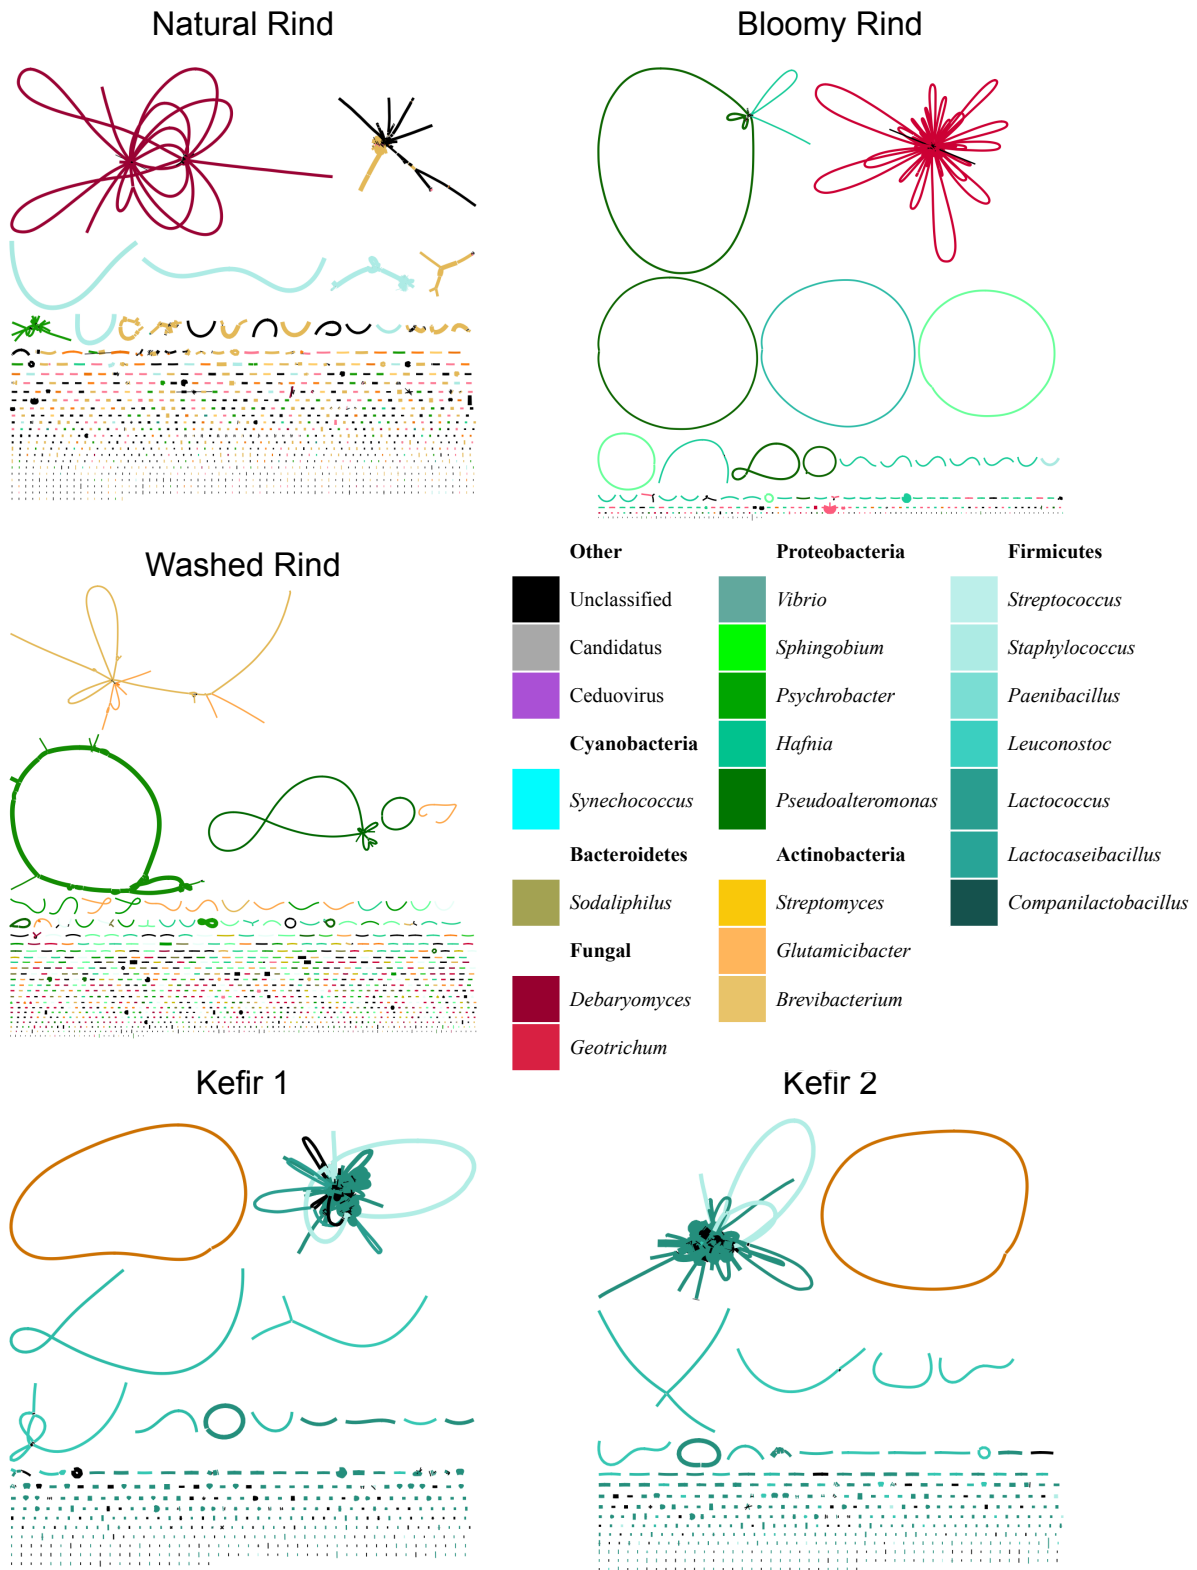 Natural Rind
Bloomy Rind
Washed Rind
Other
Unclassified
Candidatus
Ceduovirus
Cyanobacteria
Synechococcus
Bacteroidetes
Sodaliphilus
Fungal
Debaryomyces
Geotrichum
Proteobacteria
Vibrio
Sphingobium
Psychrobacter
Hafnia
Pseudoalteromonas
Actinobacteria
Streptomyces
Glutamicibacter
Brevibacterium
Firmicutes
Streptococcus
Staphylococcus
Paenibacillus
Leuconostoc
Lactococcus
Lactocaseibacillus
Companilactobacillus
Kefir 1
Kefir 2